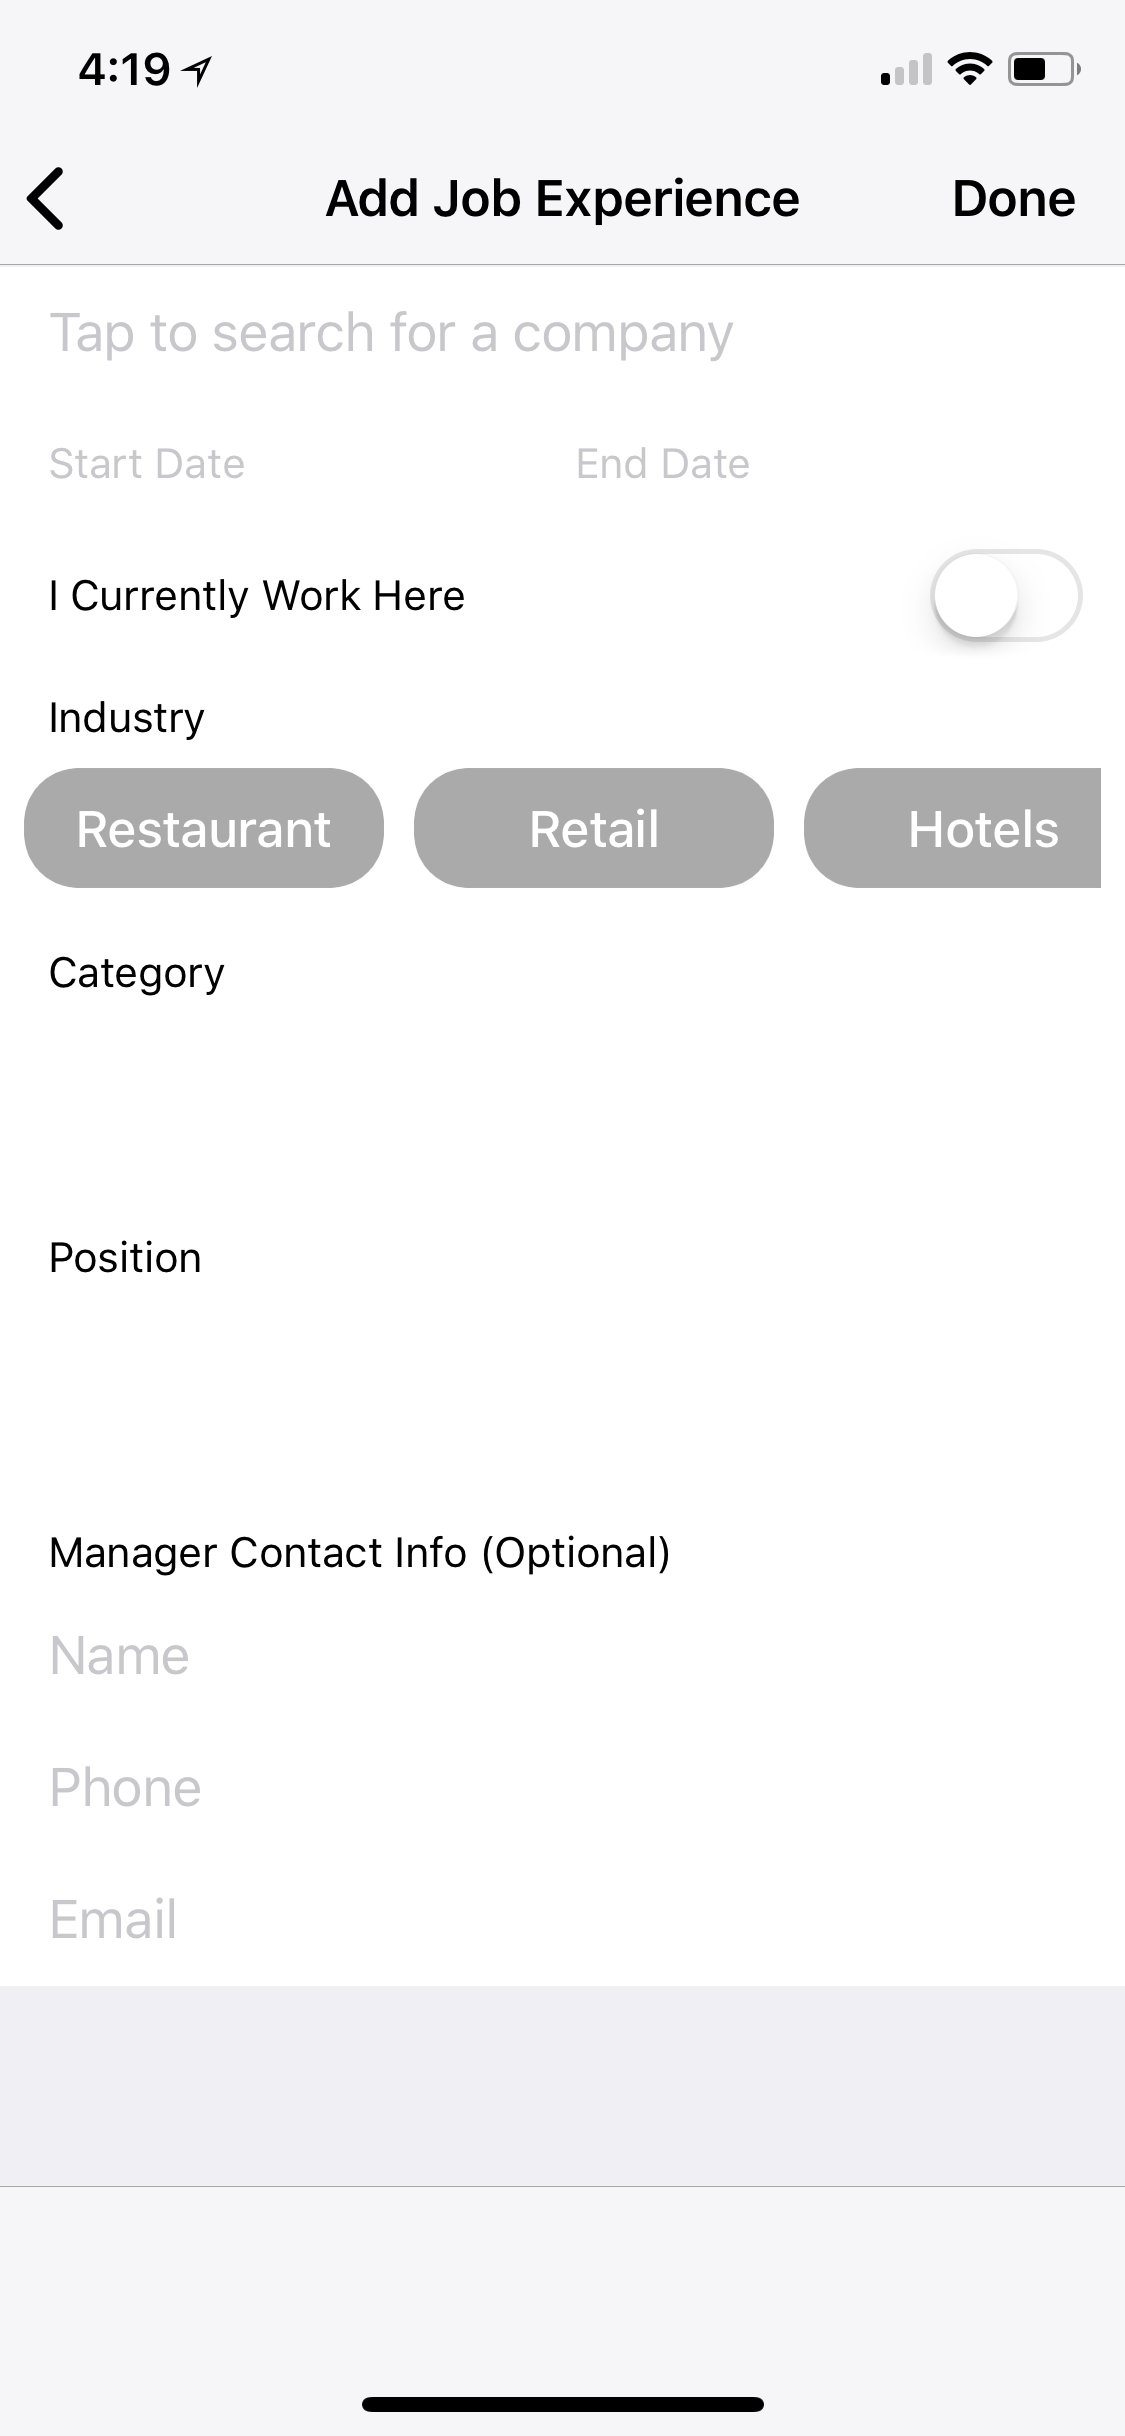 4:19
Add Job Experience Done
Tap to search for a company
Start Date End Date
I Currently Work Here
Industry
Restaurant Retail Hotels
Category
Position
Manager Contact Info (Optional)
Name
Phone
Email